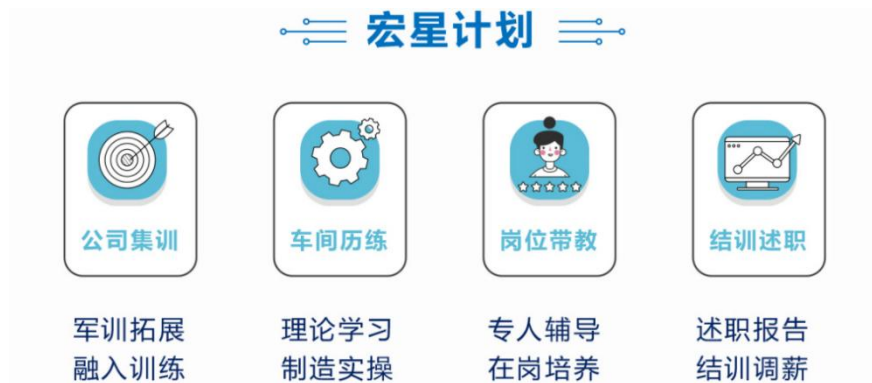 宏星计划
公司集训
车间历练
岗位带教
结训述职
军训拓展
融入训练
理论学习
制造实操
专人辅导
在岗培养
述职报告
结训调薪